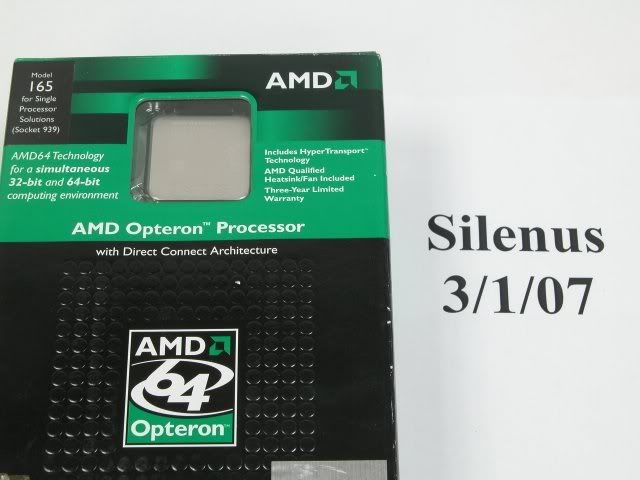 Model
165
for Single
Processor
Solutions
(Socket 939)
AMD
AMD64 Technology
for a simultaneous
32-bit and 64-bit
computing environment
Includes HyperTransport™
Technology
AMD Qualified
Heatsink/Fan Included
Three-Year Limited
Warranty
AMD Opteron™ Processor
with Direct Connect Architecture
AMD
64
Opteron™
Silenus
3/1/07